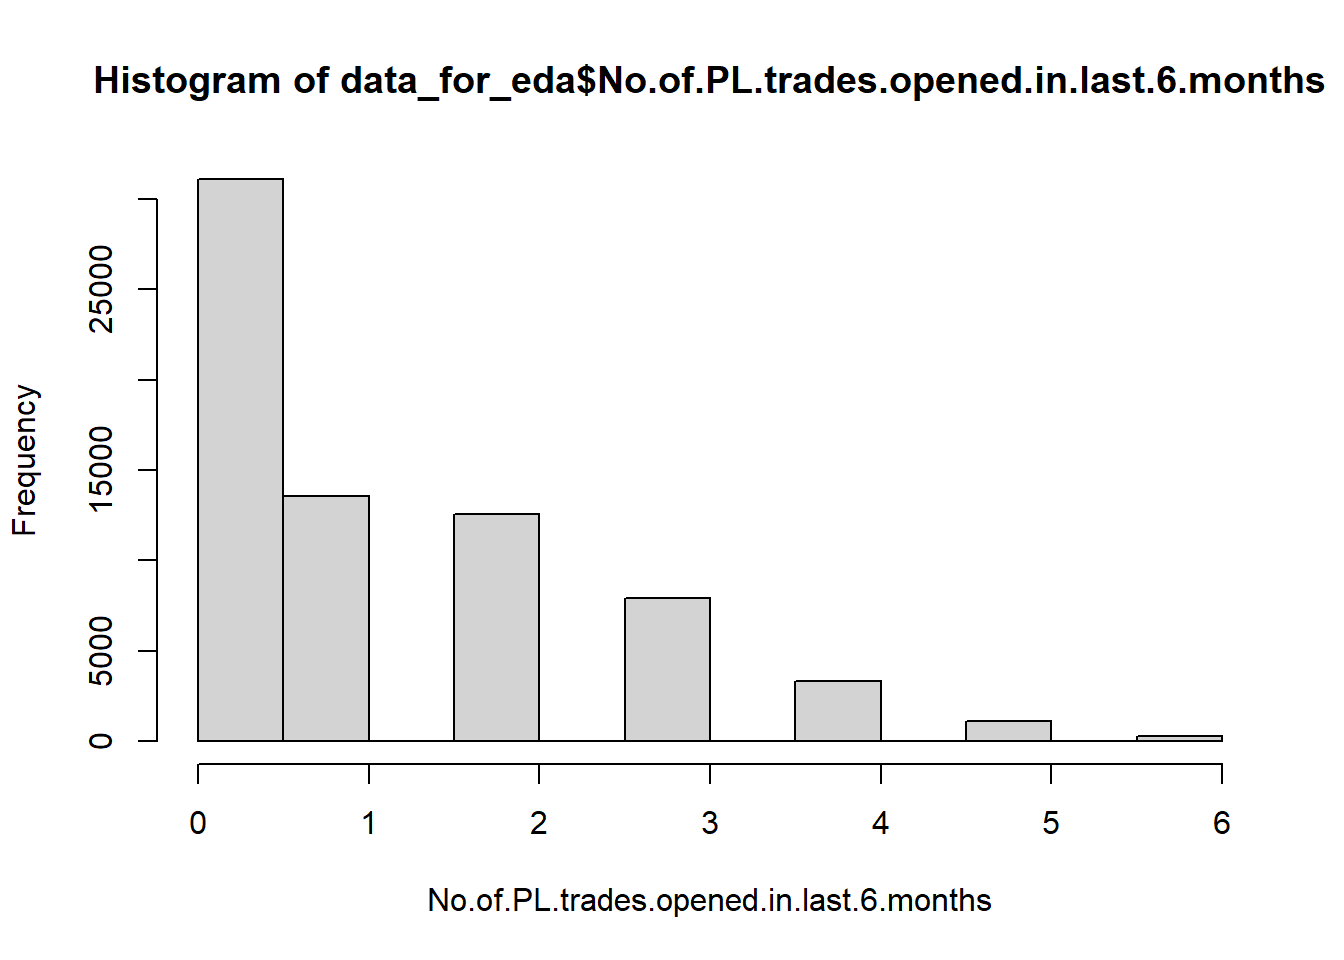 Histogram of data_for_eda$No.of.PL.trades.opened.in.last.6.months
Frequency
25000
15000
5000
0
0 1 2 3 4 5 6
No.of.PL.trades.opened.in.last.6.months